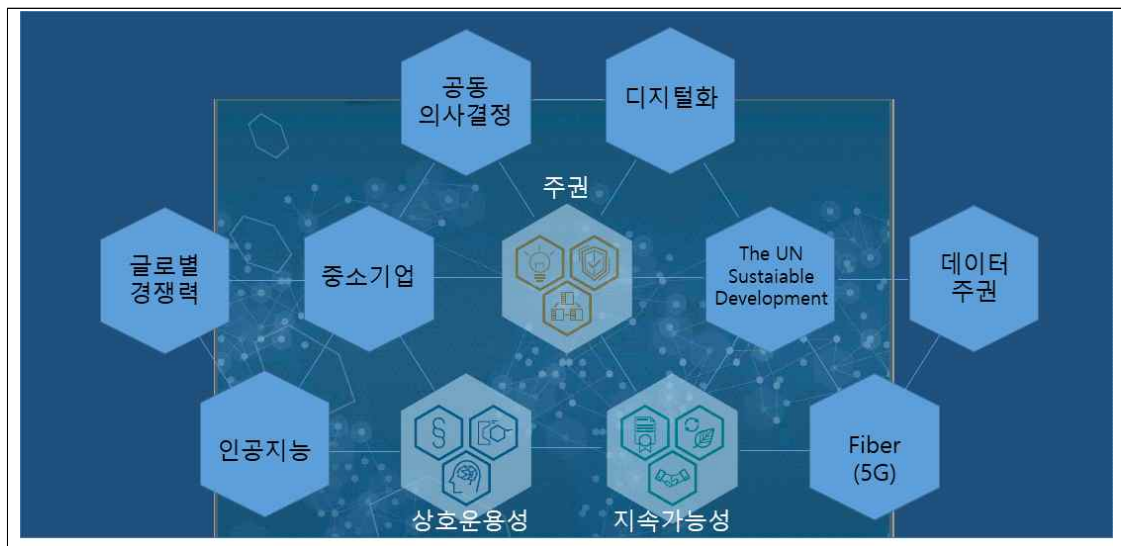 공동
의사결정
디지털화
주권
글로벌
경쟁력
중소기업
The UN
Sustaiable
Development
데이터
주권
인공지능
§
상호운용성
지속가능성
Fiber
(5G)